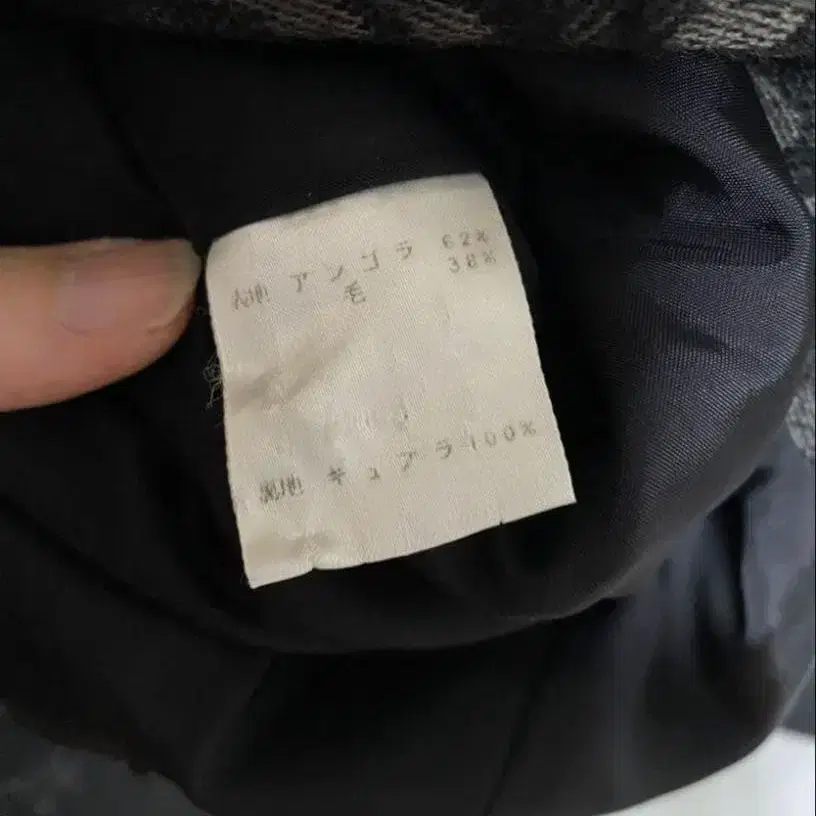 表地 アンゴラ 62%
毛 38%
裏地 キュプラ 100%